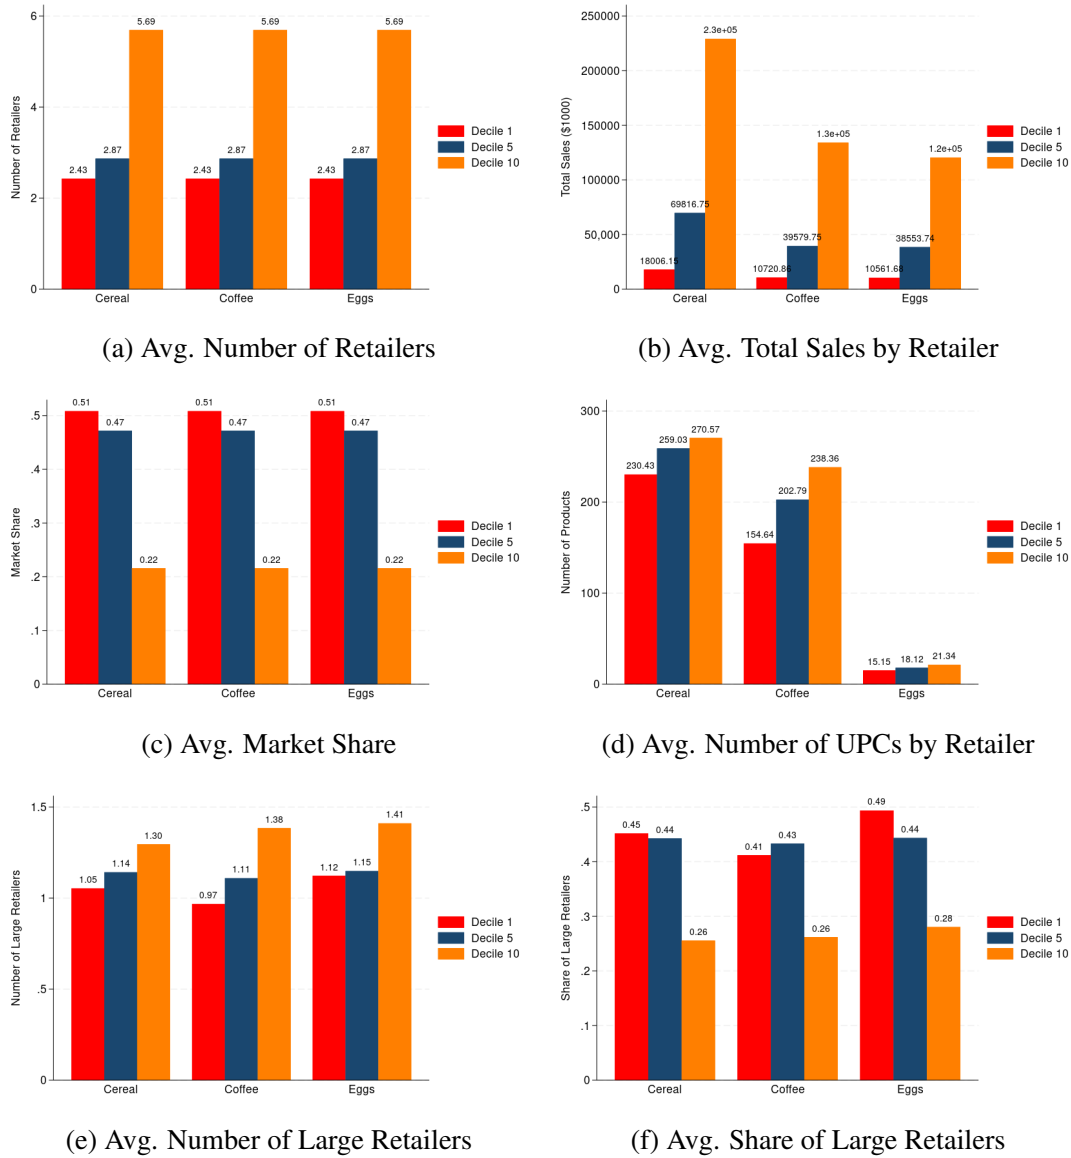 Number of Retailers
6
4
2
0
5.69
5.69
5.69
2.87
2.87
2.87
2.43
2.43
2.43
Cereal
Coffee
Eggs
Decile 1
Decile 5
Decile 10
(a) Avg. Number of Retailers
Total Sales ($1000)
250000
200000
150000
100000
50,000
0
2.3e+05
1.3e+05
1.2e+05
69816.75
39579.75
38553.74
18006.15
10720.86
10561.68
Cereal
Coffee
Eggs
Decile 1
Decile 5
Decile 10
(b) Avg. Total Sales by Retailer
Market Share
.5
.4
.3
.2
.1
0
0.51
0.47
0.22
0.51
0.47
0.22
0.51
0.47
0.22
Cereal
Coffee
Eggs
Decile 1
Decile 5
Decile 10
(c) Avg. Market Share
Number of Products
300
200
100
0
230.43
259.03
270.57
154.64
202.79
238.36
15.15
18.12
21.34
Cereal
Coffee
Eggs
Decile 1
Decile 5
Decile 10
(d) Avg. Number of UPCs by Retailer
Number of Large Retailers
1.5
1
.5
0
1.05
1.14
1.30
0.97
1.11
1.38
1.12
1.15
1.41
Cereal
Coffee
Eggs
Decile 1
Decile 5
Decile 10
(e) Avg. Number of Large Retailers
Share of Large Retailers
.5
.4
.3
.2
.1
0
0.45
0.44
0.26
0.41
0.43
0.26
0.49
0.44
0.28
Cereal
Coffee
Eggs
Decile 1
Decile 5
Decile 10
(f) Avg. Share of Large Retailers